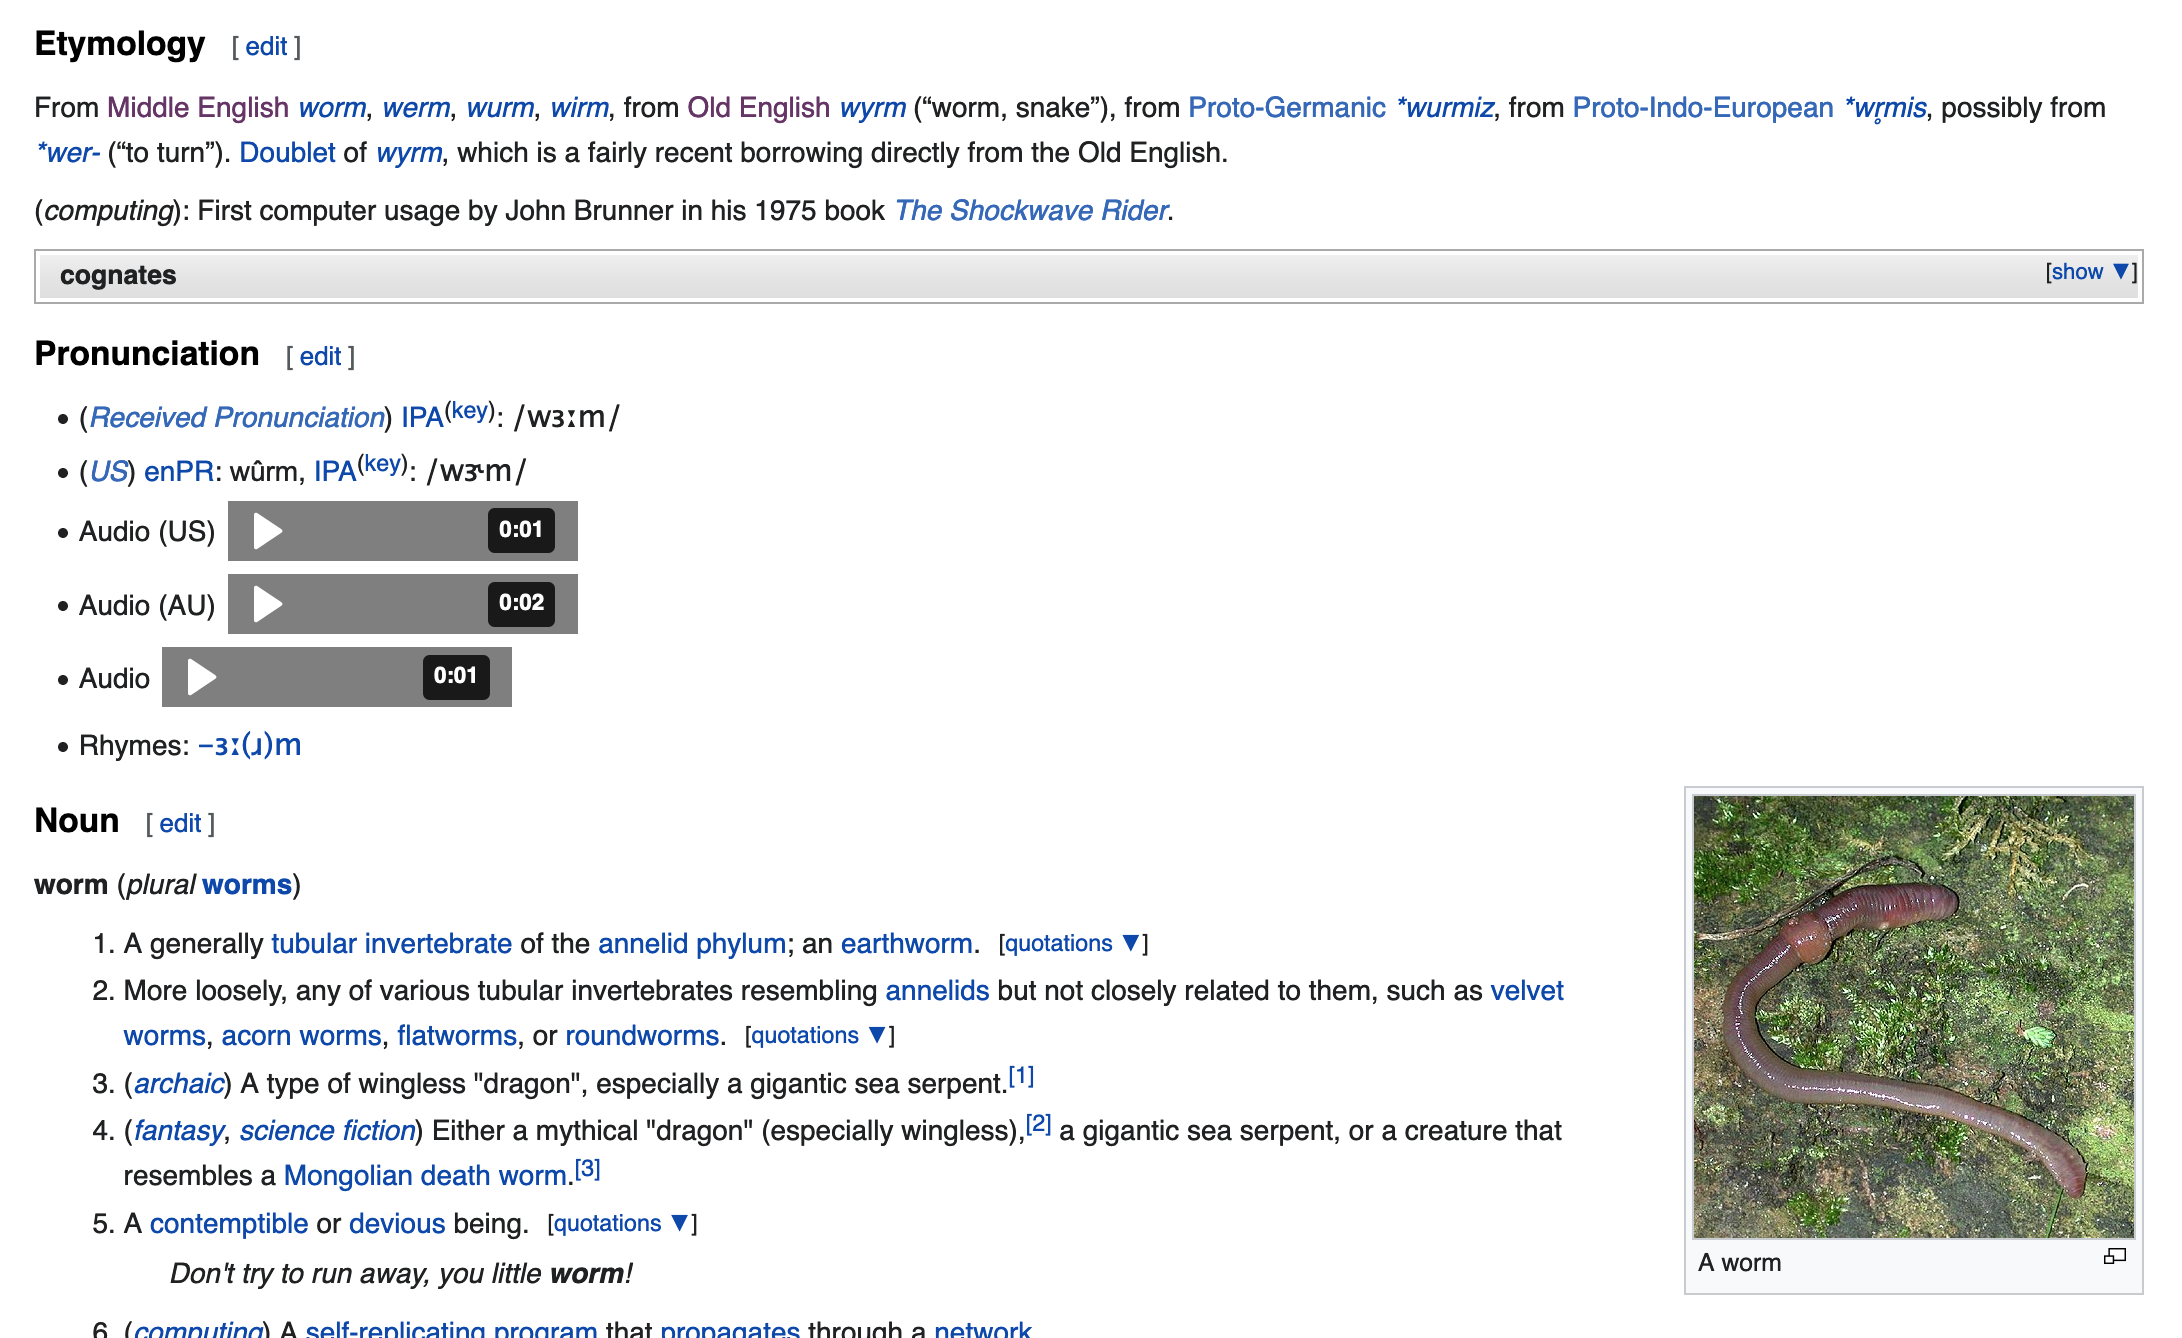 Etymology [ edit ]
From Middle English worm, werm, wurm, wirm, from Old English wyrm (“worm, snake”), from Proto-Germanic *wurmiz, from Proto-Indo-European *wŕ̥mis, possibly from
*wer- (“to turn”). Doublet of wyrm, which is a fairly recent borrowing directly from the Old English.
(computing): First computer usage by John Brunner in his 1975 book The Shockwave Rider.
cognates [show ▼]
Pronunciation [ edit ]
• (Received Pronunciation) IPA(key): /wɜːm/
• (US) enPR: wûrm, IPA(key): /wɝm/
• Audio (US) 0:01
• Audio (AU) 0:02
• Audio 0:01
• Rhymes: -ɜː(ɹ)m
Noun [ edit ]
worm (plural worms)
1. A generally tubular invertebrate of the annelid phylum; an earthworm. [quotations ▼]
2. More loosely, any of various tubular invertebrates resembling annelids but not closely related to them, such as velvet
worms, acorn worms, flatworms, or roundworms. [quotations ▼]
3. (archaic) A type of wingless "dragon", especially a gigantic sea serpent.[1]
4. (fantasy, science fiction) Either a mythical "dragon" (especially wingless),[2] a gigantic sea serpent, or a creature that
resembles a Mongolian death worm.[3]
5. A contemptible or devious being. [quotations ▼]
Don't try to run away, you little worm!
6. (computing) A self-replicating program that propagates through a network
A worm